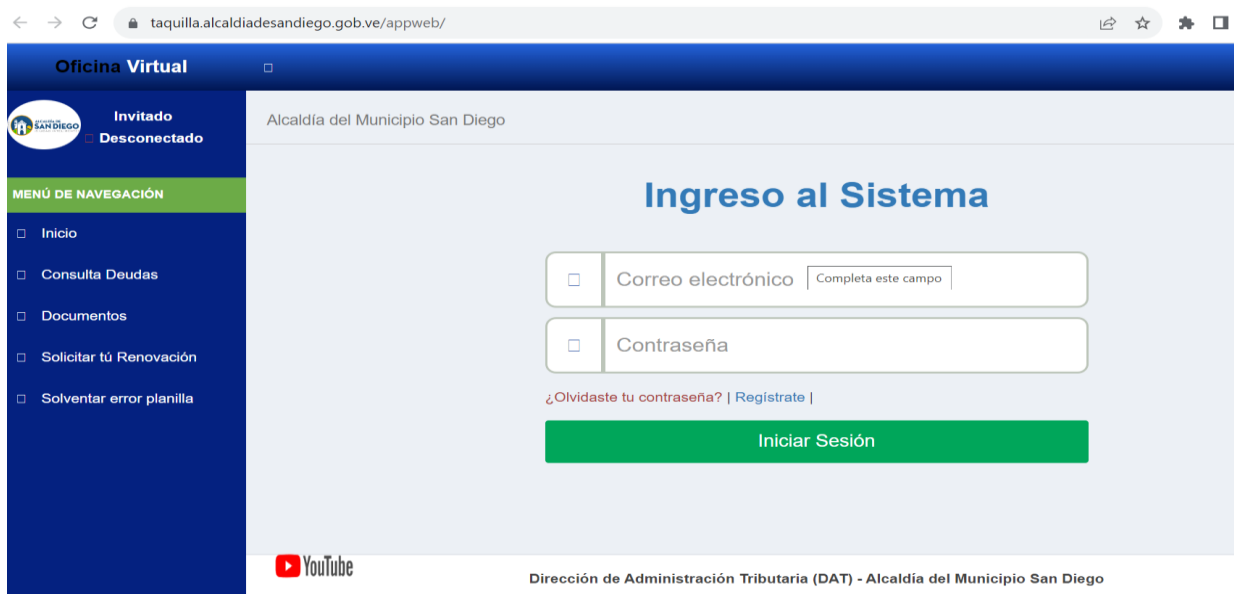 taquilla.alcaldiadesandiego.gob.ve/appweb/
Oficina Virtual
SAN DIEGO
Invitado
Desconectado
Alcaldía del Municipio San Diego
MENÚ DE NAVEGACIÓN
Inicio
Consulta Deudas
Documentos
Solicitar tú Renovación
Solventar error planilla
Ingreso al Sistema
Correo electrónico Completa este campo
Contraseña
¿Olvidaste tu contraseña? | Regístrate |
Iniciar Sesión
YouTube
Dirección de Administración Tributaria (DAT) - Alcaldía del Municipio San Diego